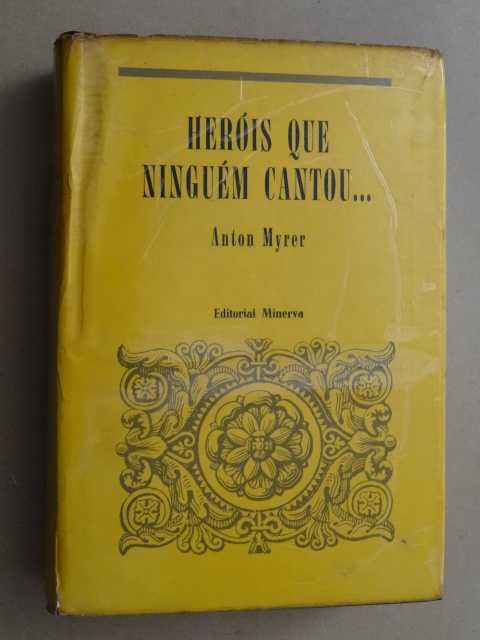 HERÓIS QUE
NINGUÉM CANTOU...
Anton Myrer
Editorial Minerva